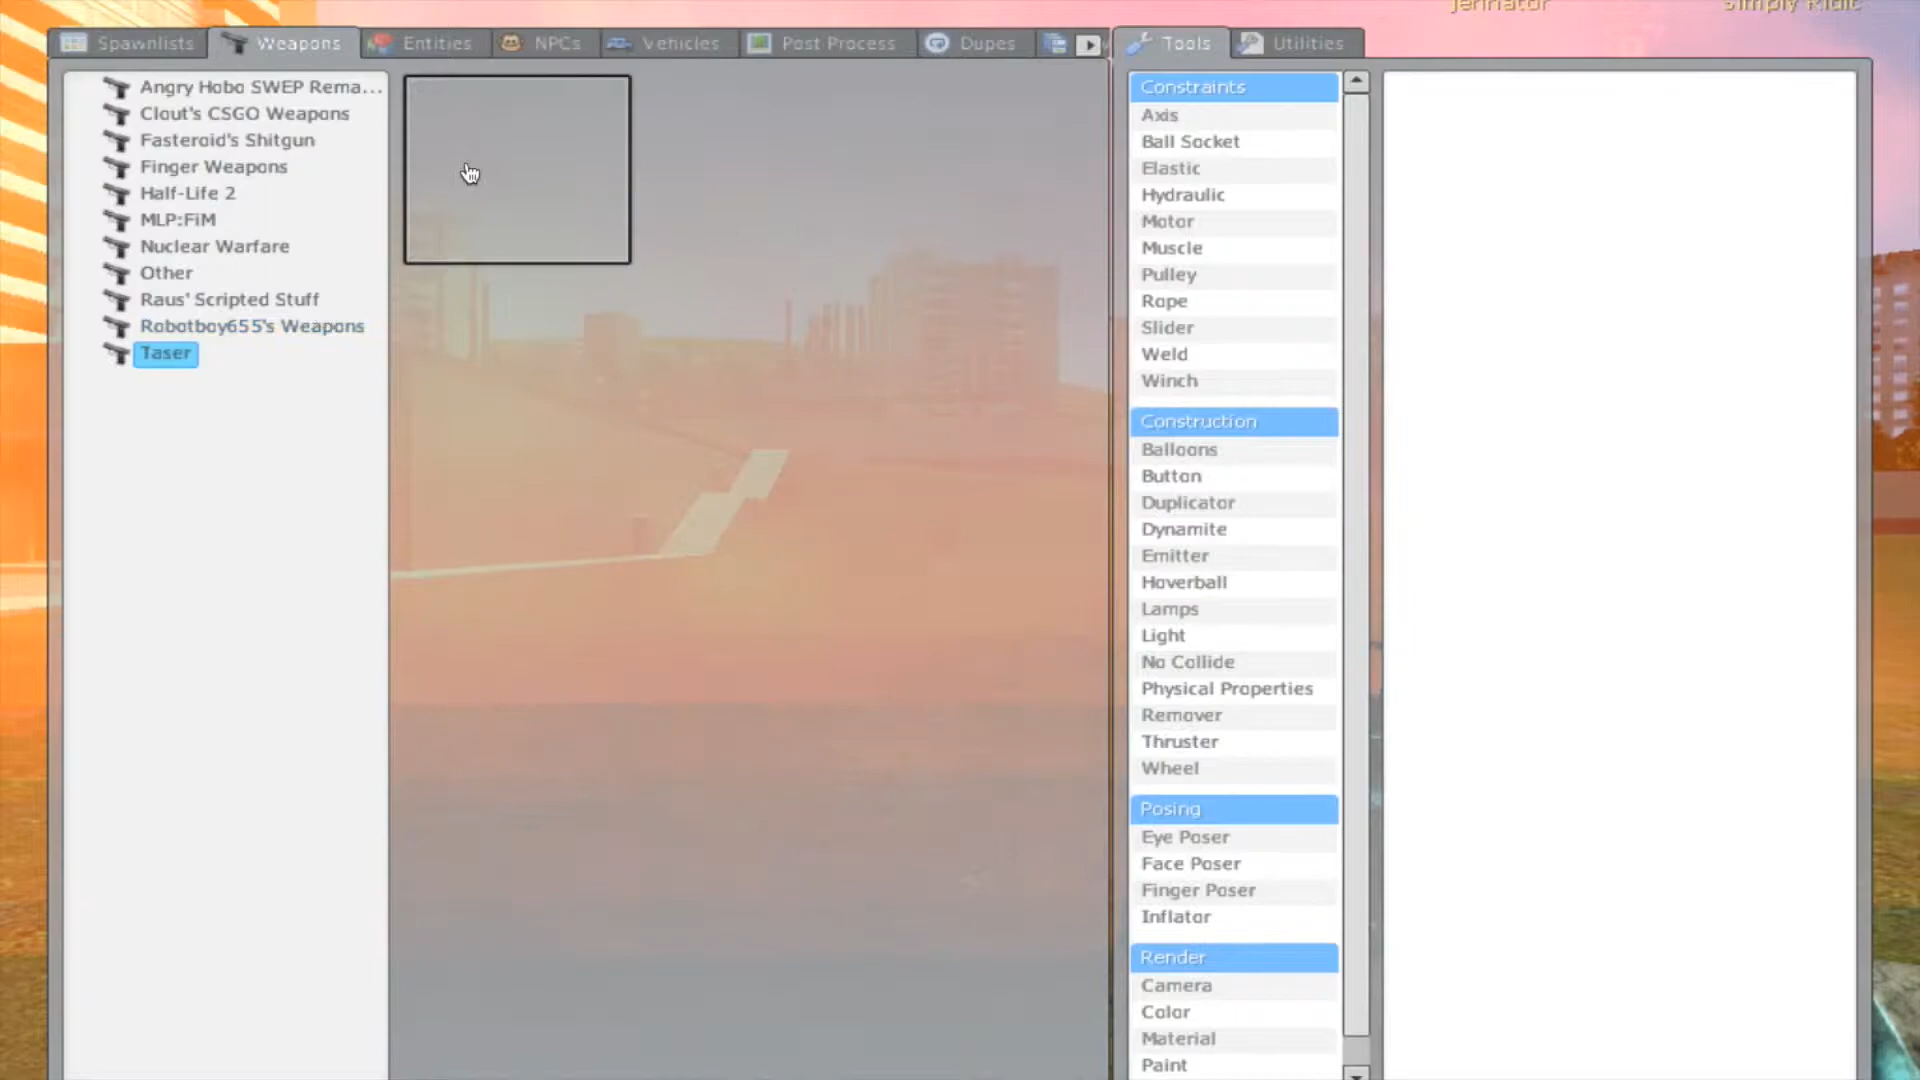 jennator
Simply Ridic
Spawnlists
Weapons
Entities
NPCs
Vehicles
Post Process
Dupes
Tools
Utilities
Angry Hobo SWEP Rema...
Clout's CSGO Weapons
Fasteroid's Shitgun
Finger Weapons
Half-Life 2
MLP:FiM
Nuclear Warfare
Other
Raus' Scripted Stuff
Robotboy655's Weapons
Taser
Constraints
Axis
Ball Socket
Elastic
Hydraulic
Motor
Muscle
Pulley
Rope
Slider
Weld
Winch
Construction
Balloons
Button
Duplicator
Dynamite
Emitter
Hoverball
Lamps
Light
No Collide
Physical Properties
Remover
Thruster
Wheel
Posing
Eye Poser
Face Poser
Finger Poser
Inflator
Render
Camera
Color
Material
Paint